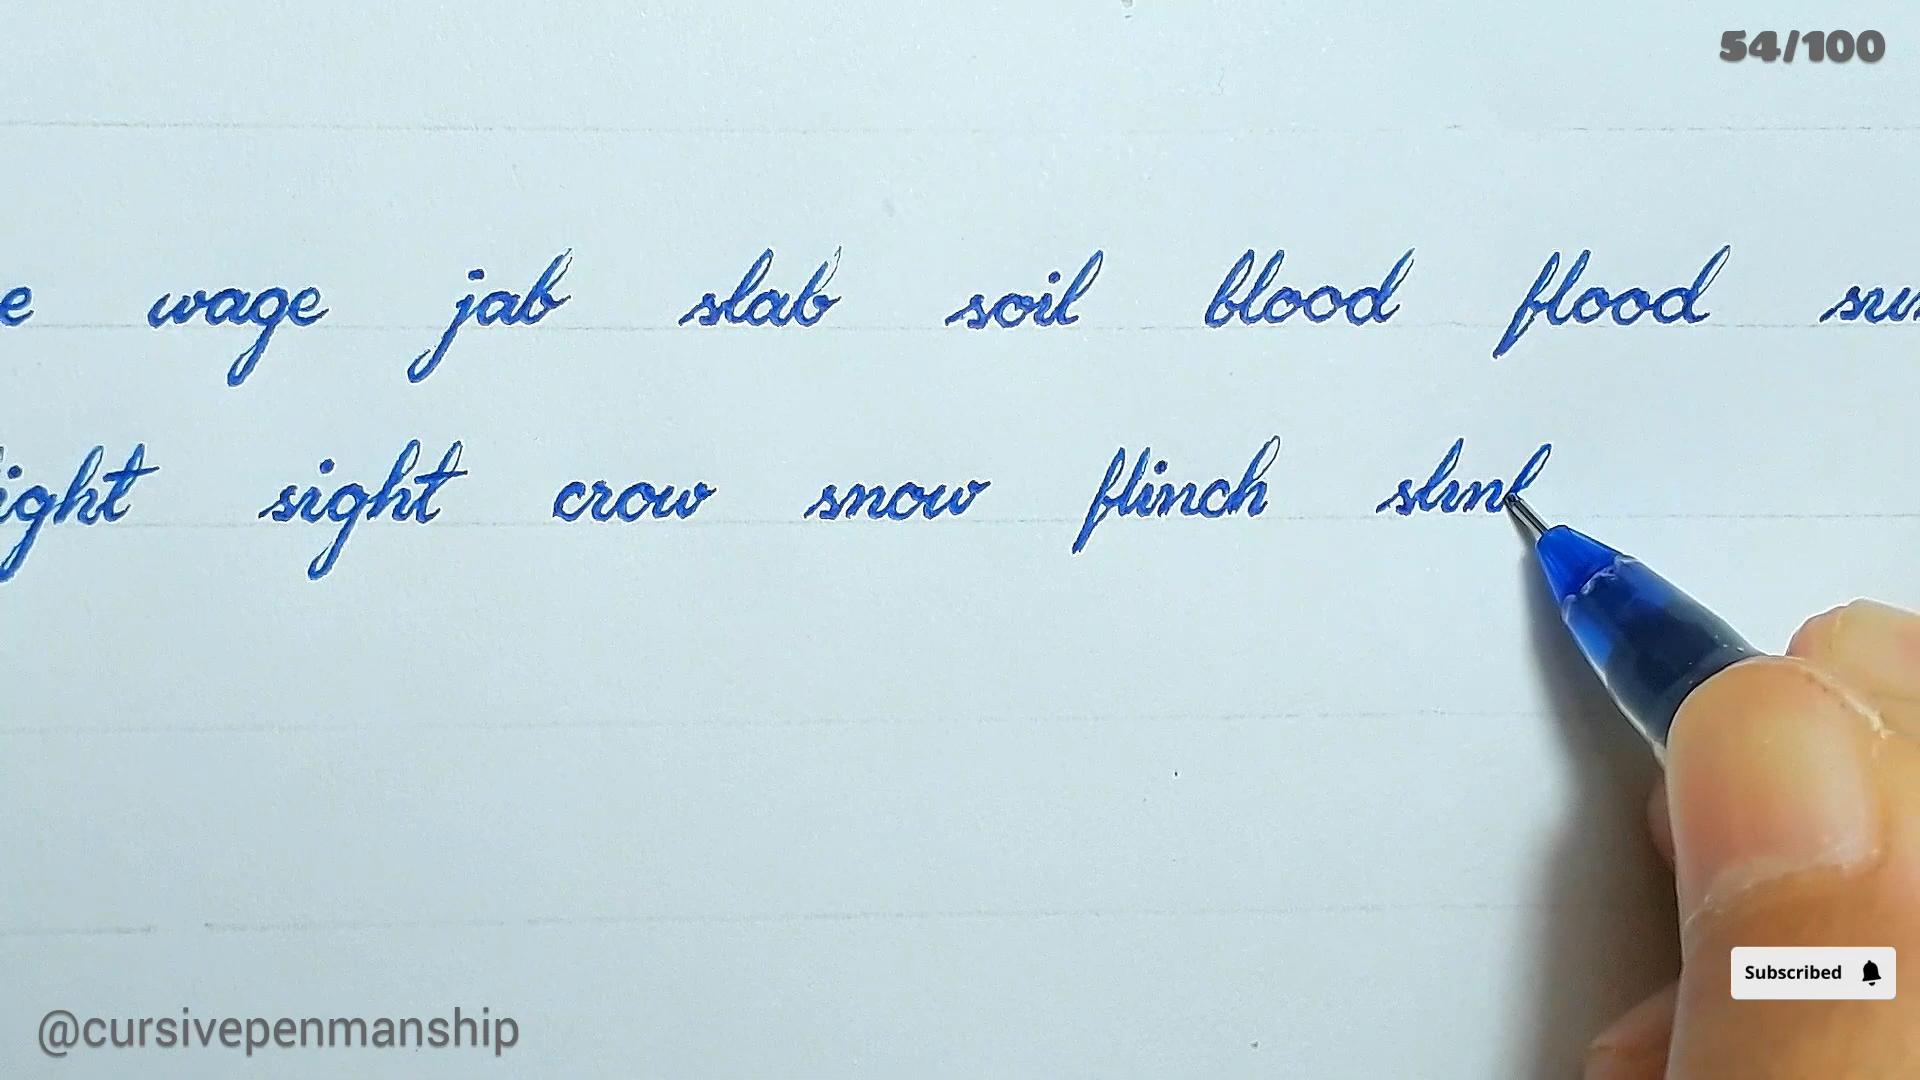 54/100
wage jab slab soil blood flood
sight crow snow flinch
Subscribed
@cursivepenmanship